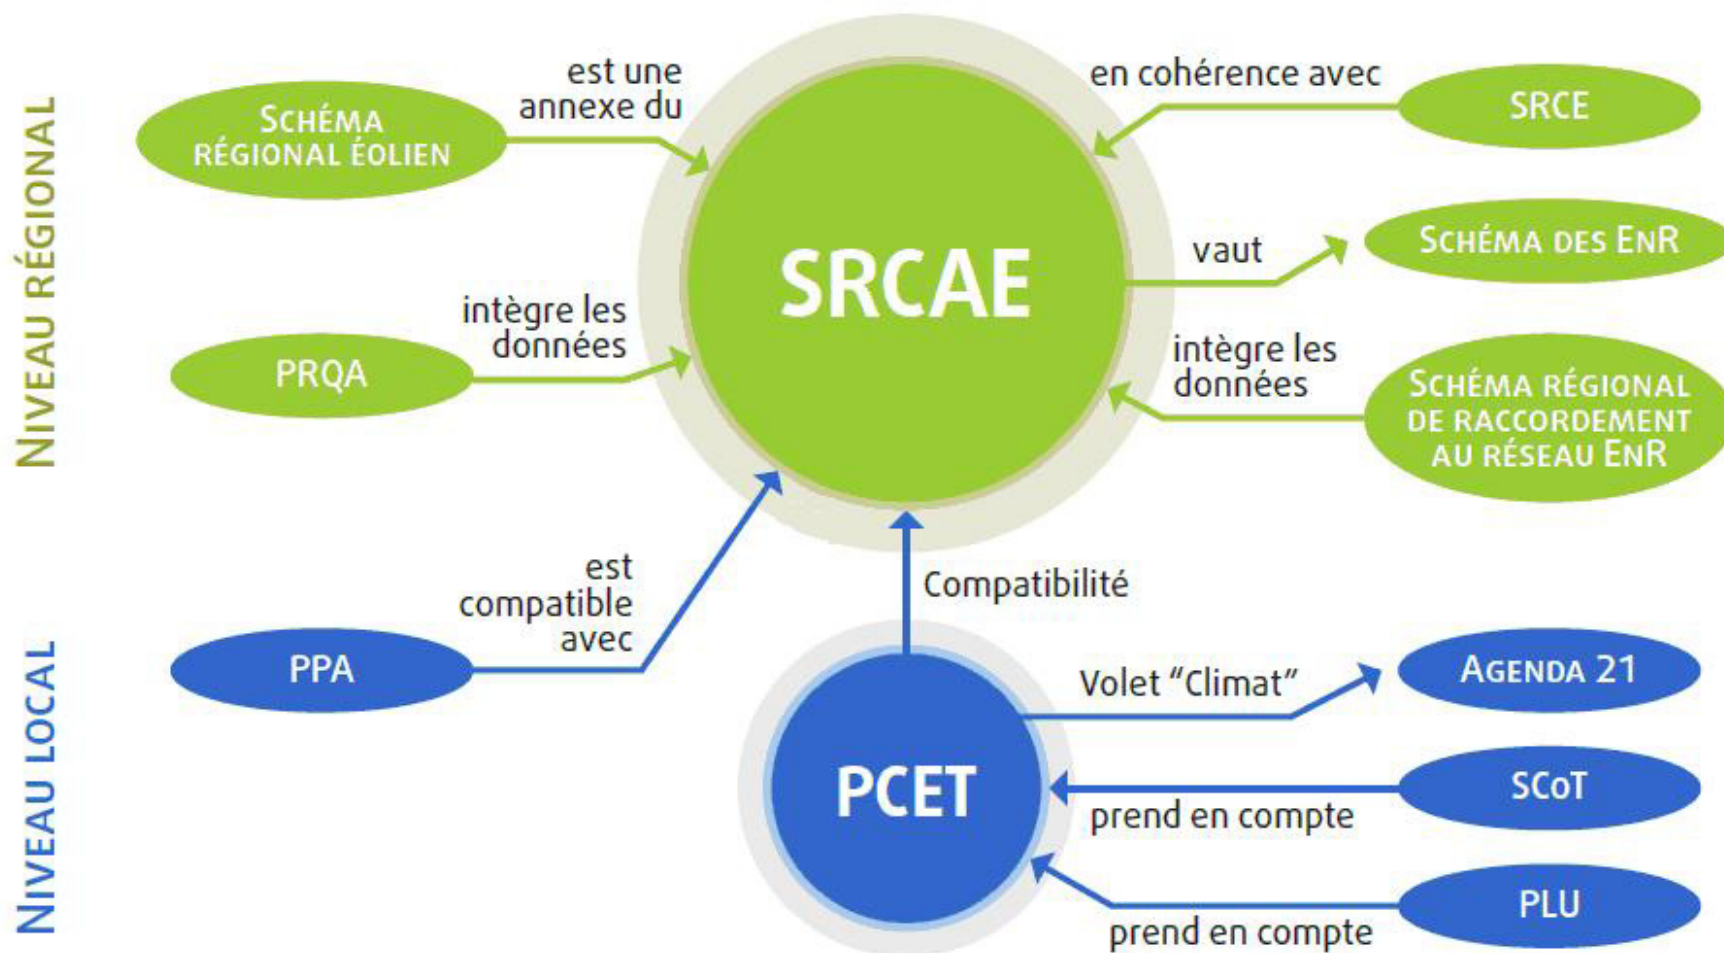 NIVEAU RÉGIONAL
SCHÉMA
RÉGIONAL ÉOLIEN
est une
annexe du
PRQA
intègre les
données
SRCAE
en cohérence avec
SRCE
vaut
SCHÉMA DES ENR
intègre les
données
SCHÉMA RÉGIONAL
DE RACCORDEMENT
AU RÉSEAU ENR
NIVEAU LOCAL
PPA
est
compatible
avec
Compatibilité
PCET
Volet “Climat”
AGENDA 21
SCoT
prend en compte
PLU
prend en compte